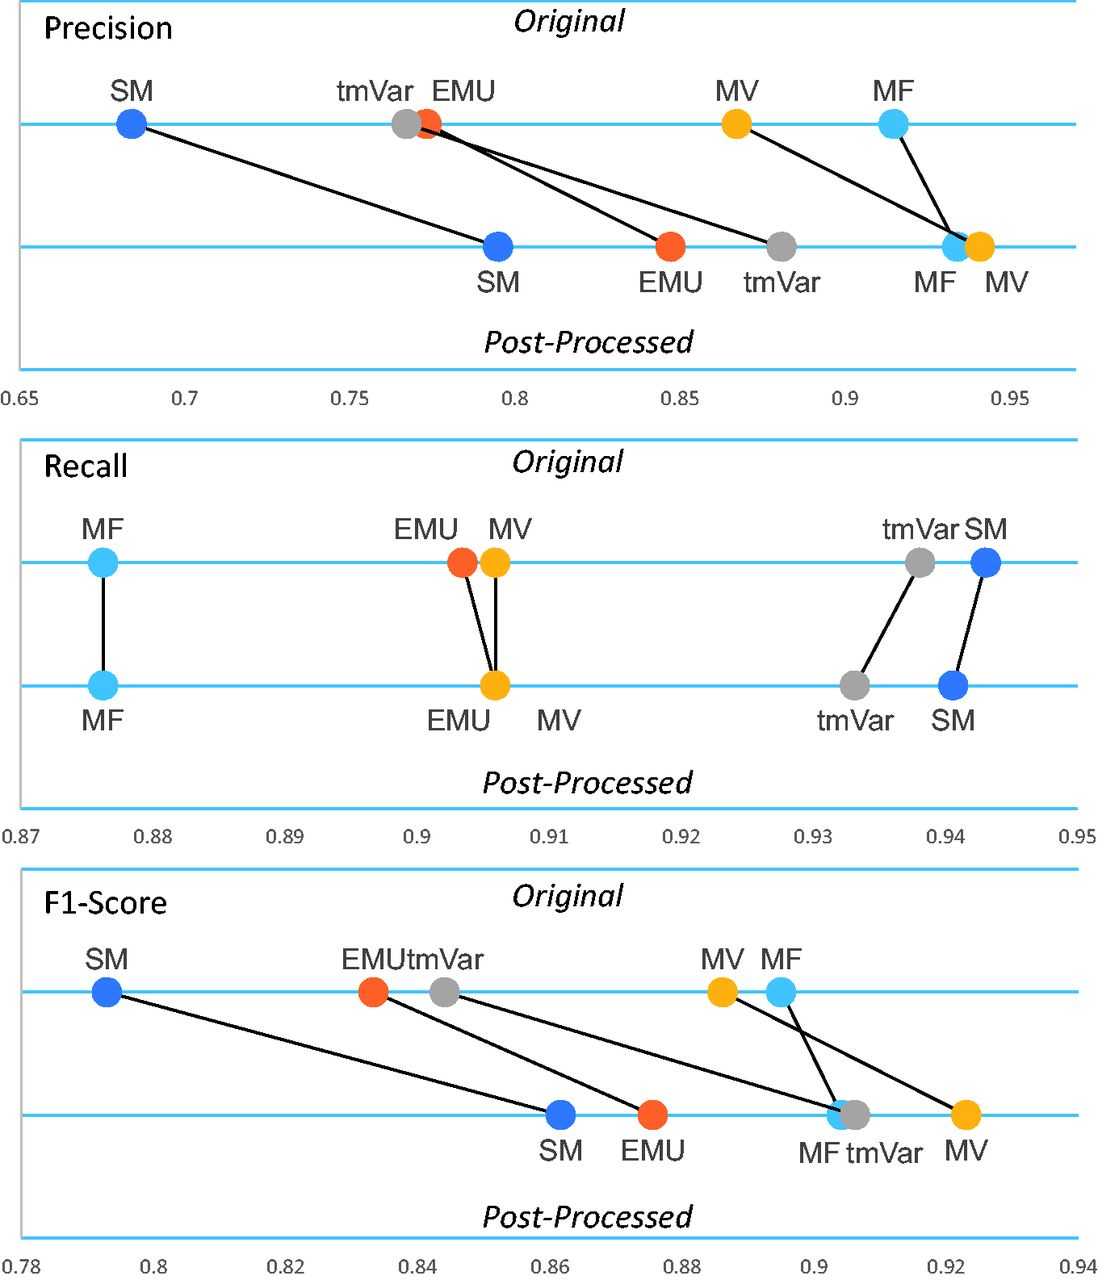 Precision
Original
SM tmVar EMU MV MF
SM EMU tmVar MF MV
Post-Processed
0.65 0.7 0.75 0.8 0.85 0.9 0.95
Recall
Original
MF EMU MV tmVar SM
MF EMU MV tmVar SM
Post-Processed
0.87 0.88 0.89 0.9 0.91 0.92 0.93 0.94 0.95
F1-Score
Original
SM EMU tmVar MV MF
SM EMU MF tmVar MV
Post-Processed
0.78 0.8 0.82 0.84 0.86 0.88 0.9 0.92 0.94